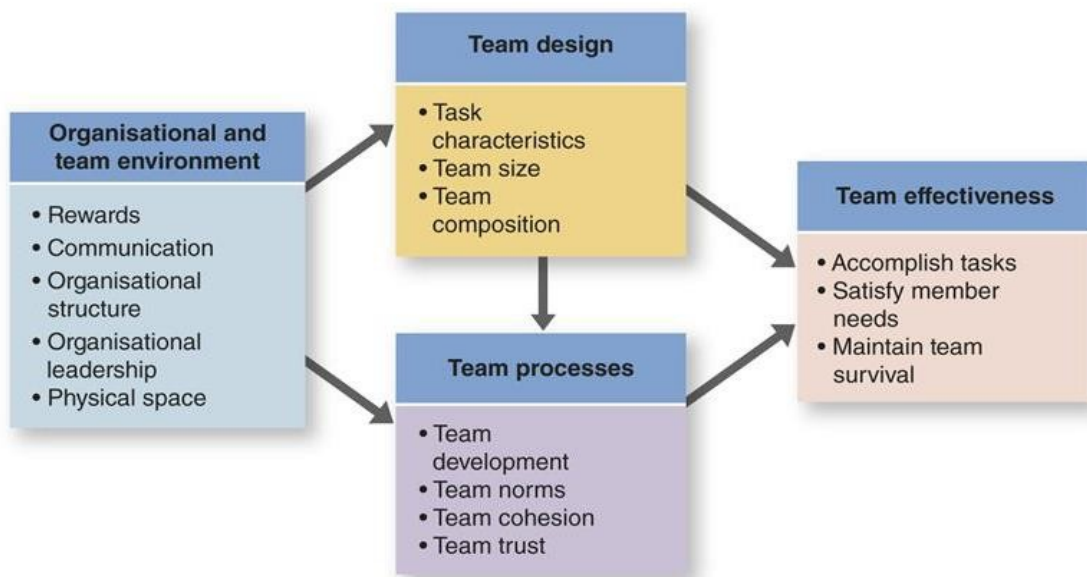 Organisational and
team environment
• Rewards
• Communication
• Organisational
structure
• Organisational
leadership
• Physical space
Team design
• Task
characteristics
• Team size
• Team
composition
Team processes
• Team
development
• Team norms
• Team cohesion
• Team trust
Team effectiveness
• Accomplish tasks
• Satisfy member
needs
• Maintain team
survival